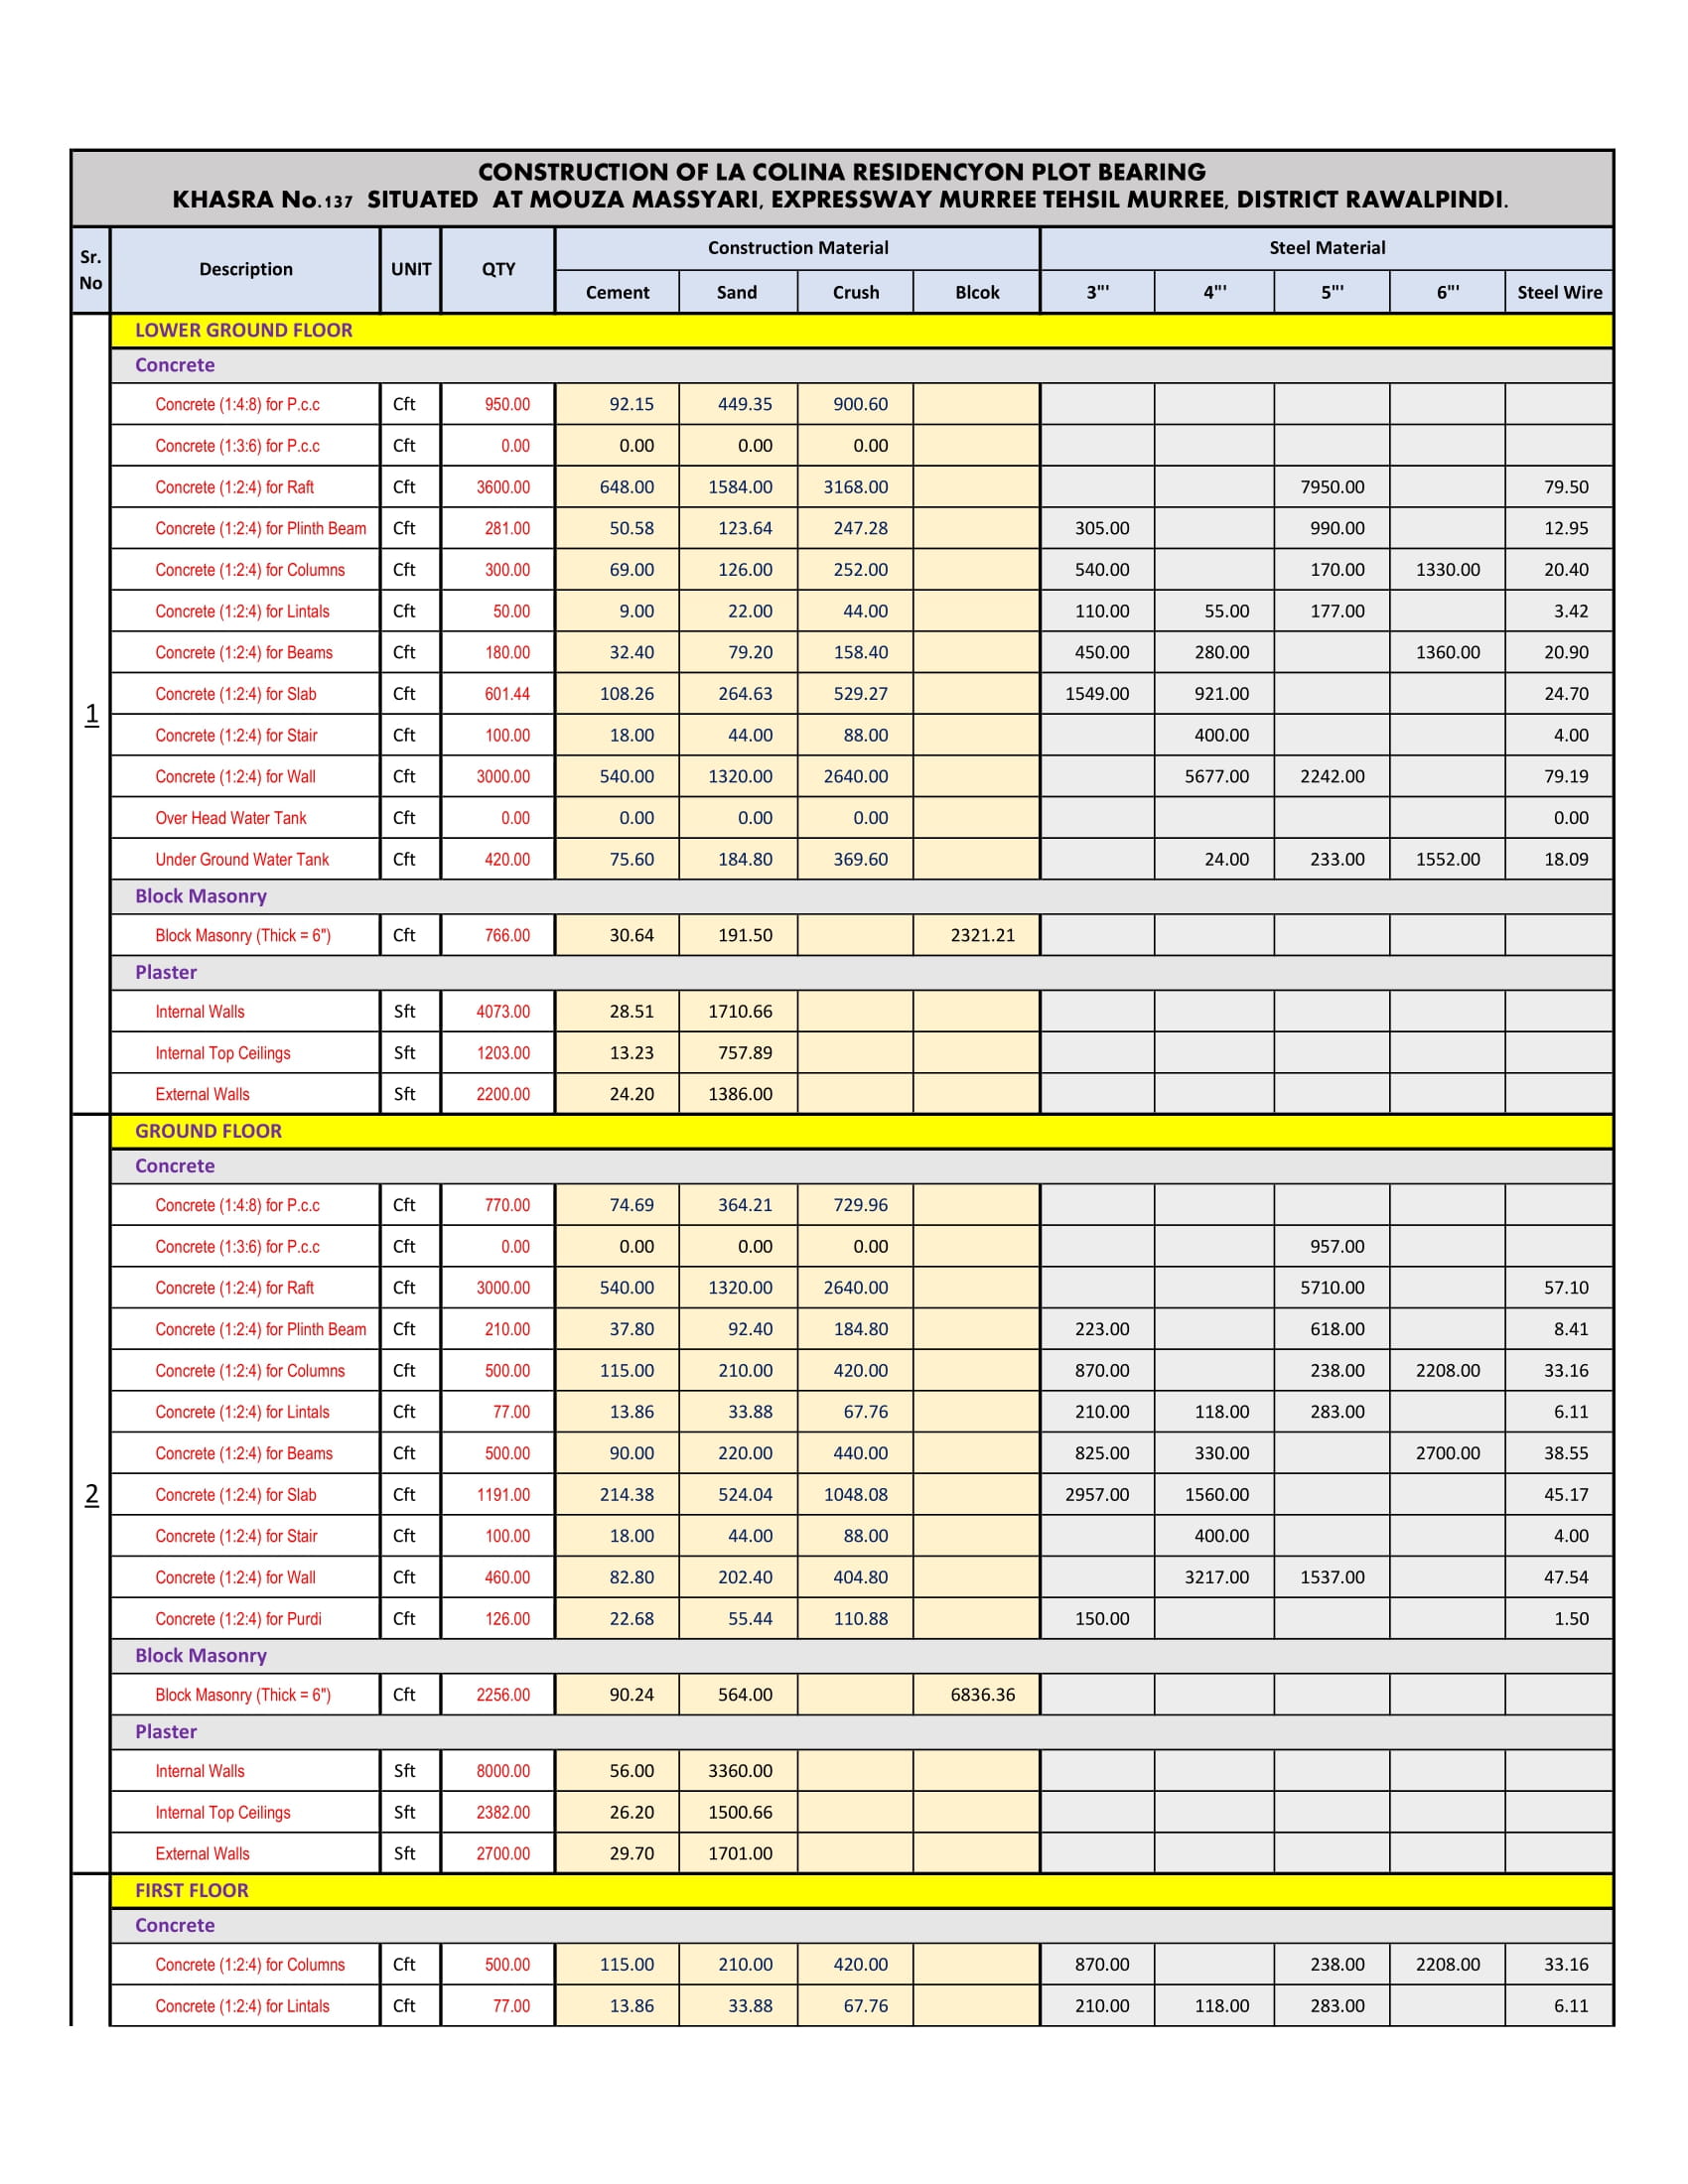 CONSTRUCTION OF LA COLINA RESIDENCYON PLOT BEARING
KHASRA No.137 SITUATED AT MOUZA MASSYARI, EXPRESSWAY MURREE TEHSIL MURREE, DISTRICT RAWALPINDI.
Sr. No Description UNIT QTY Construction Material Steel Material
Cement Sand Crush Blcok 3"' 4"' 5"' 6"' Steel Wire
1
LOWER GROUND FLOOR
Concrete
Concrete (1:4:8) for P.c.c Cft 950.00 92.15 449.35 900.60
Concrete (1:3:6) for P.c.c Cft 0.00 0.00 0.00 0.00
Concrete (1:2:4) for Raft Cft 3600.00 648.00 1584.00 3168.00 7950.00 79.50
Concrete (1:2:4) for Plinth Beam Cft 281.00 50.58 123.64 247.28 305.00 990.00 12.95
Concrete (1:2:4) for Columns Cft 300.00 69.00 126.00 252.00 540.00 170.00 1330.00 20.40
Concrete (1:2:4) for Lintals Cft 50.00 9.00 22.00 44.00 110.00 55.00 177.00 3.42
Concrete (1:2:4) for Beams Cft 180.00 32.40 79.20 158.40 450.00 280.00 1360.00 20.90
Concrete (1:2:4) for Slab Cft 601.44 108.26 264.63 529.27 1549.00 921.00 24.70
Concrete (1:2:4) for Stair Cft 100.00 18.00 44.00 88.00 400.00 4.00
Concrete (1:2:4) for Wall Cft 3000.00 540.00 1320.00 2640.00 5677.00 2242.00 79.19
Over Head Water Tank Cft 0.00 0.00 0.00 0.00 0.00
Under Ground Water Tank Cft 420.00 75.60 184.80 369.60 24.00 233.00 1552.00 18.09
Block Masonry
Block Masonry (Thick = 6") Cft 766.00 30.64 191.50 2321.21
Plaster
Internal Walls Sft 4073.00 28.51 1710.66
Internal Top Ceilings Sft 1203.00 13.23 757.89
External Walls Sft 2200.00 24.20 1386.00
2
GROUND FLOOR
Concrete
Concrete (1:4:8) for P.c.c Cft 770.00 74.69 364.21 729.96
Concrete (1:3:6) for P.c.c Cft 0.00 0.00 0.00 0.00 957.00
Concrete (1:2:4) for Raft Cft 3000.00 540.00 1320.00 2640.00 5710.00 57.10
Concrete (1:2:4) for Plinth Beam Cft 210.00 37.80 92.40 184.80 223.00 618.00 8.41
Concrete (1:2:4) for Columns Cft 500.00 115.00 210.00 420.00 870.00 238.00 2208.00 33.16
Concrete (1:2:4) for Lintals Cft 77.00 13.86 33.88 67.76 210.00 118.00 283.00 6.11
Concrete (1:2:4) for Beams Cft 500.00 90.00 220.00 440.00 825.00 330.00 2700.00 38.55
Concrete (1:2:4) for Slab Cft 1191.00 214.38 524.04 1048.08 2957.00 1560.00 45.17
Concrete (1:2:4) for Stair Cft 100.00 18.00 44.00 88.00 400.00 4.00
Concrete (1:2:4) for Wall Cft 460.00 82.80 202.40 404.80 3217.00 1537.00 47.54
Concrete (1:2:4) for Purdi Cft 126.00 22.68 55.44 110.88 150.00 1.50
Block Masonry
Block Masonry (Thick = 6") Cft 2256.00 90.24 564.00 6836.36
Plaster
Internal Walls Sft 8000.00 56.00 3360.00
Internal Top Ceilings Sft 2382.00 26.20 1500.66
External Walls Sft 2700.00 29.70 1701.00
FIRST FLOOR
Concrete
Concrete (1:2:4) for Columns Cft 500.00 115.00 210.00 420.00 870.00 238.00 2208.00 33.16
Concrete (1:2:4) for Lintals Cft 77.00 13.86 33.88 67.76 210.00 118.00 283.00 6.11